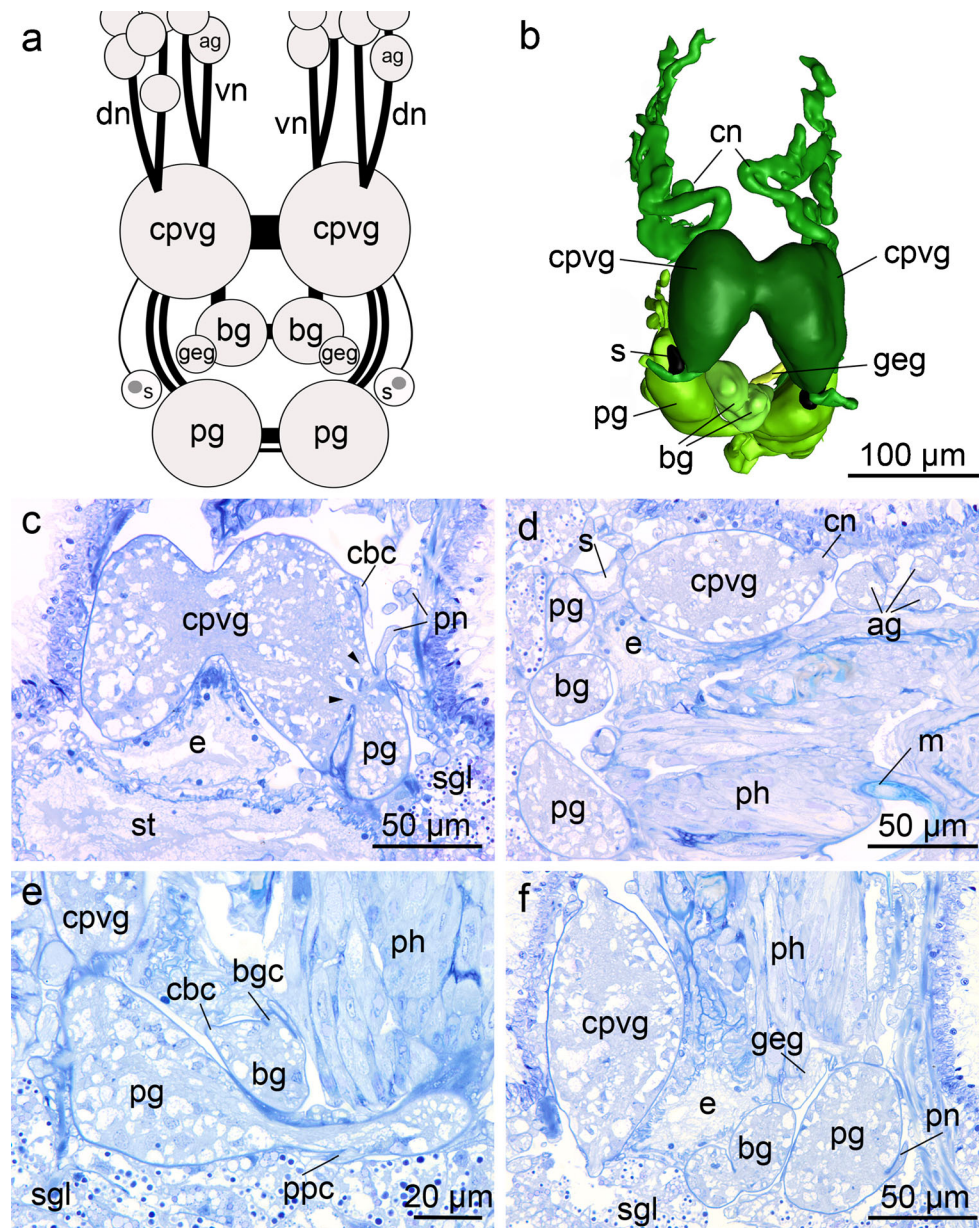 a
ag
ag
dn
vn
vn
dn
cpvg
cpvg
bg
bg
geg
geg
s
s
pg
pg
b
cn
cpvg
cpvg
s
geg
pg
bg
100 µm
c
cbc
cpvg
pn
e
pg
sgl
st
50 µm
d
cn
s
cpvg
pg
ag
e
bg
m
pg
ph
50 µm
e
cpvg
ph
bgc
cbc
bg
pg
ppc
sgl
20 µm
f
ph
cpvg
geg
e
bg
pg
pn
sgl
50 µm